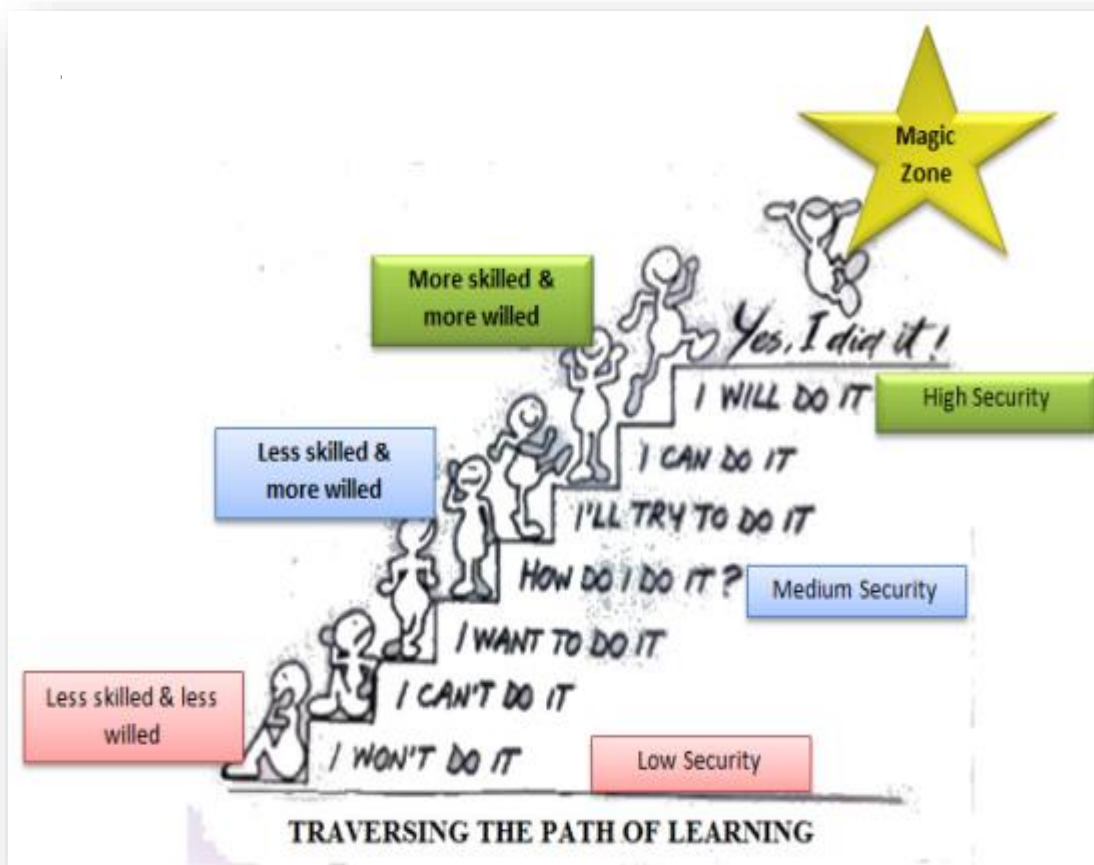 Magic
Zone
More skilled &
more willed
Yes, I did it!
I WILL DO IT
High Security
Less skilled &
more willed
I CAN DO IT
I'LL TRY TO DO IT
HOW DO I DO IT?
Medium Security
I WANT TO DO IT
Less skilled & less
willed
I CAN'T DO IT
I WON'T DO IT
Low Security
TRAVERSING THE PATH OF LEARNING